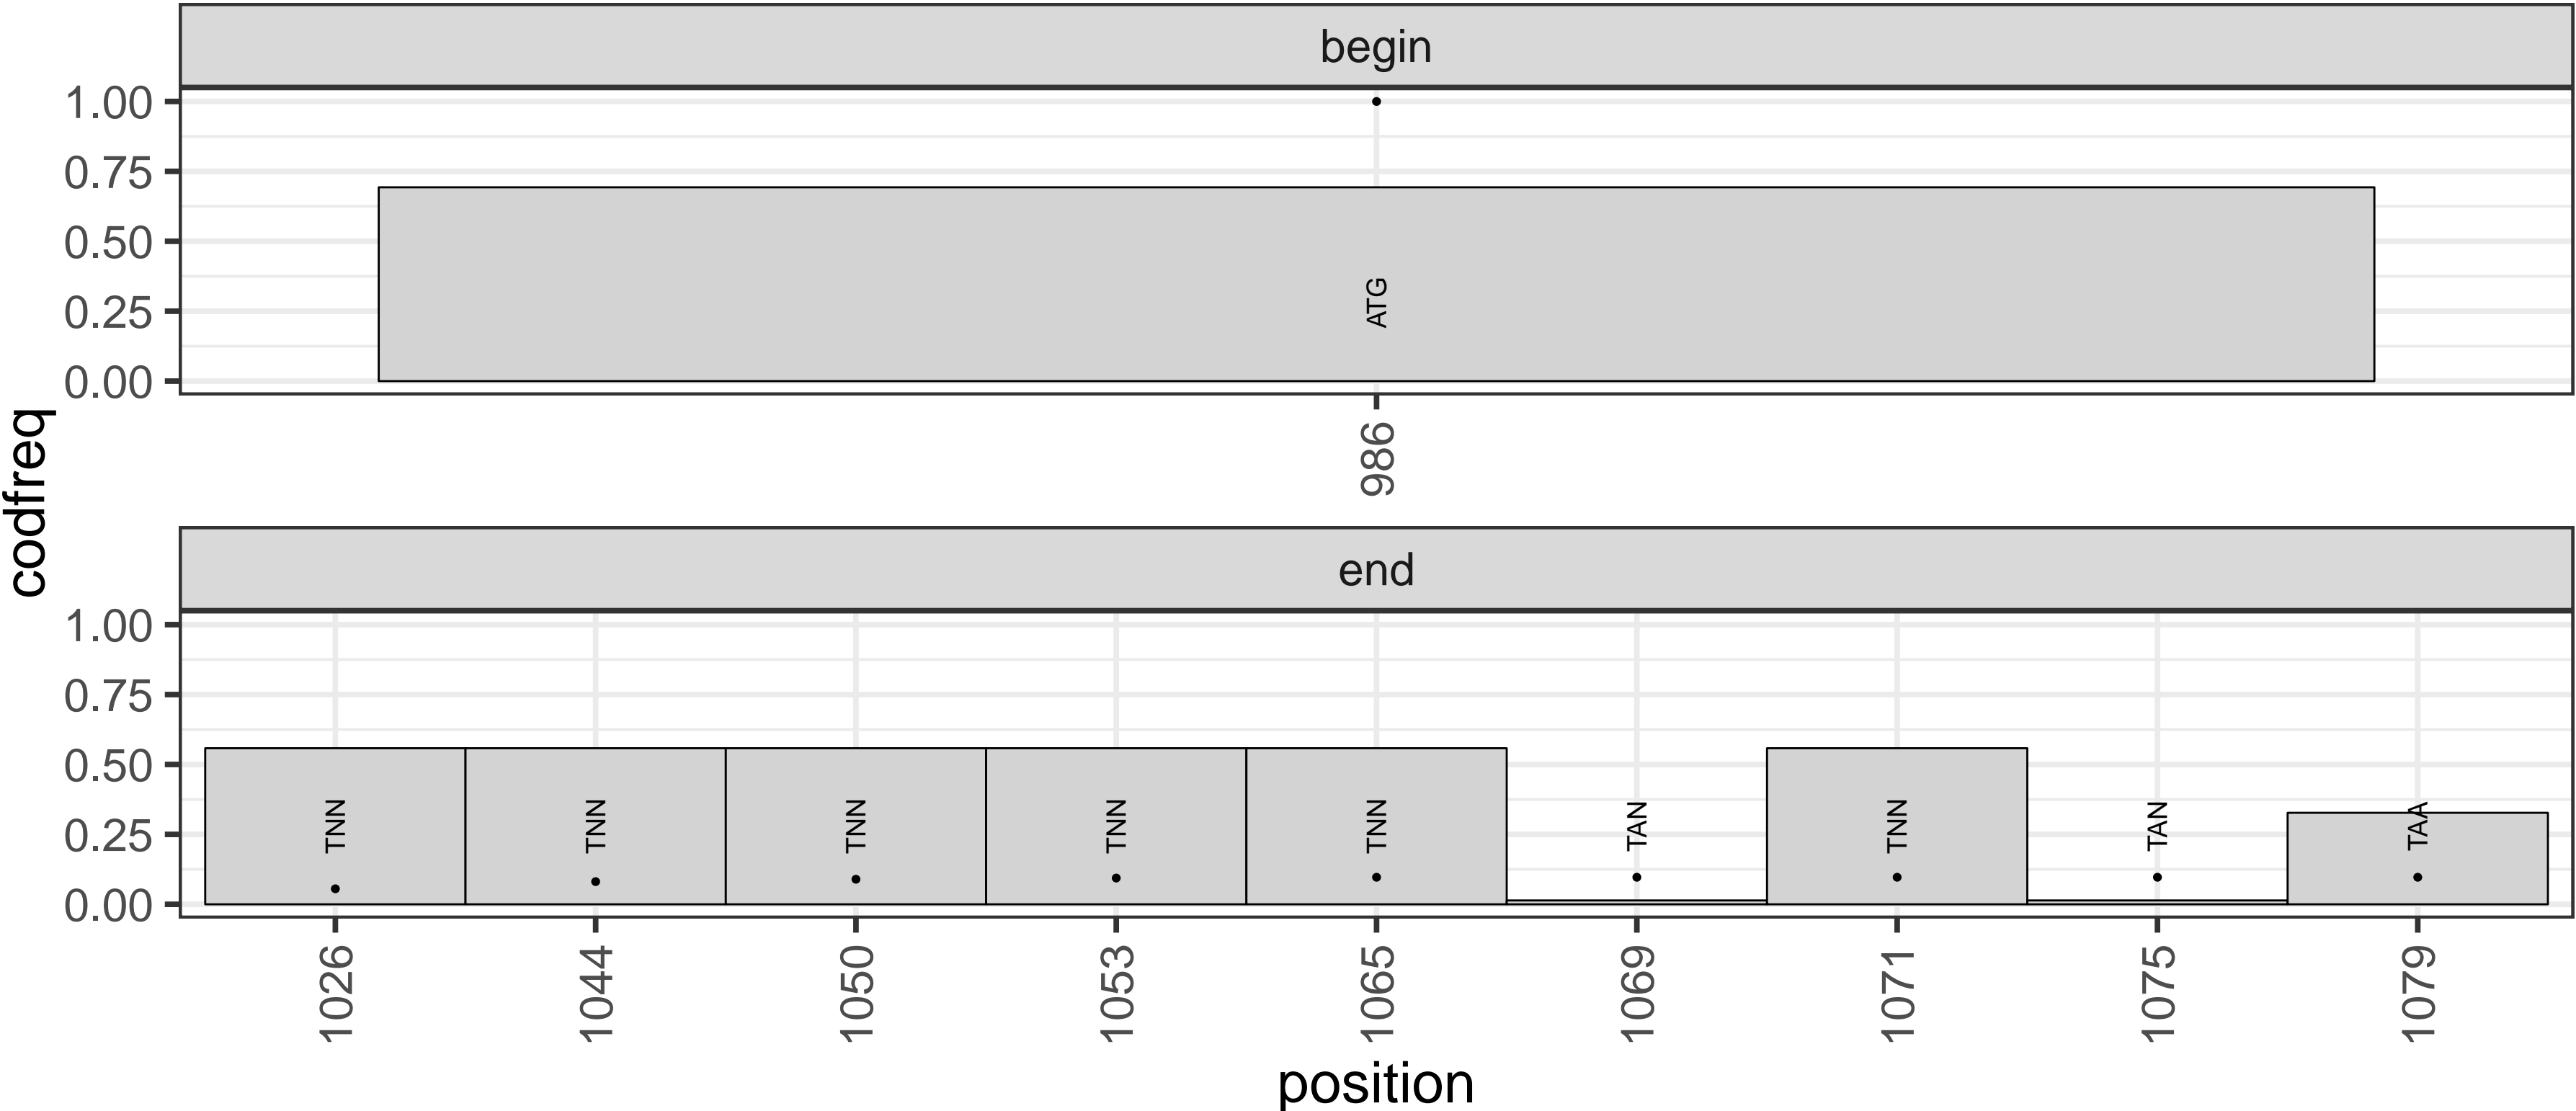 begin
1.00
0.75
0.50
0.25
0.00
ATG
986
codfreq
end
1.00
0.75
0.50
0.25
0.00
TNN TNN TNN TNN TNN TAN TNN TAN TAA
1026 1044 1050 1053 1065 1069 1071 1075 1079
position